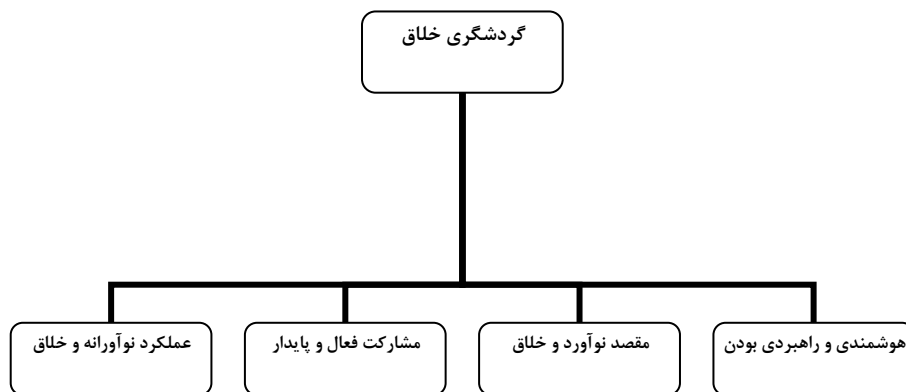 گردشگری خلاق
هوشمندی و راهبردی بودن
مقصد نوآورد و خلاق
مشارکت فعال و پایدار
عملکرد نوآورانه و خلاق